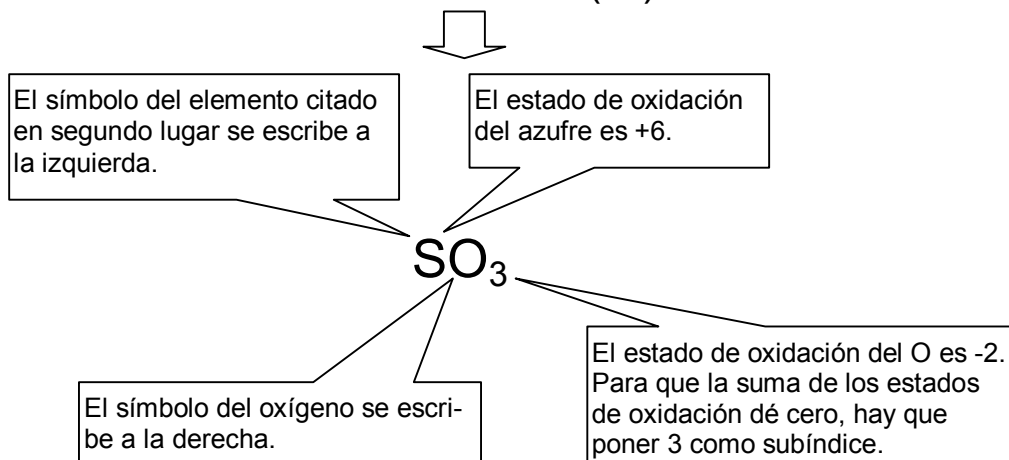 El símbolo del elemento citado
en segundo lugar se escribe a
la izquierda.
El estado de oxidación
del azufre es +6.
SO₃
El símbolo del oxígeno se escri-
be a la derecha.
El estado de oxidación del O es -2.
Para que la suma de los estados
de oxidación dé cero, hay que
poner 3 como subíndice.